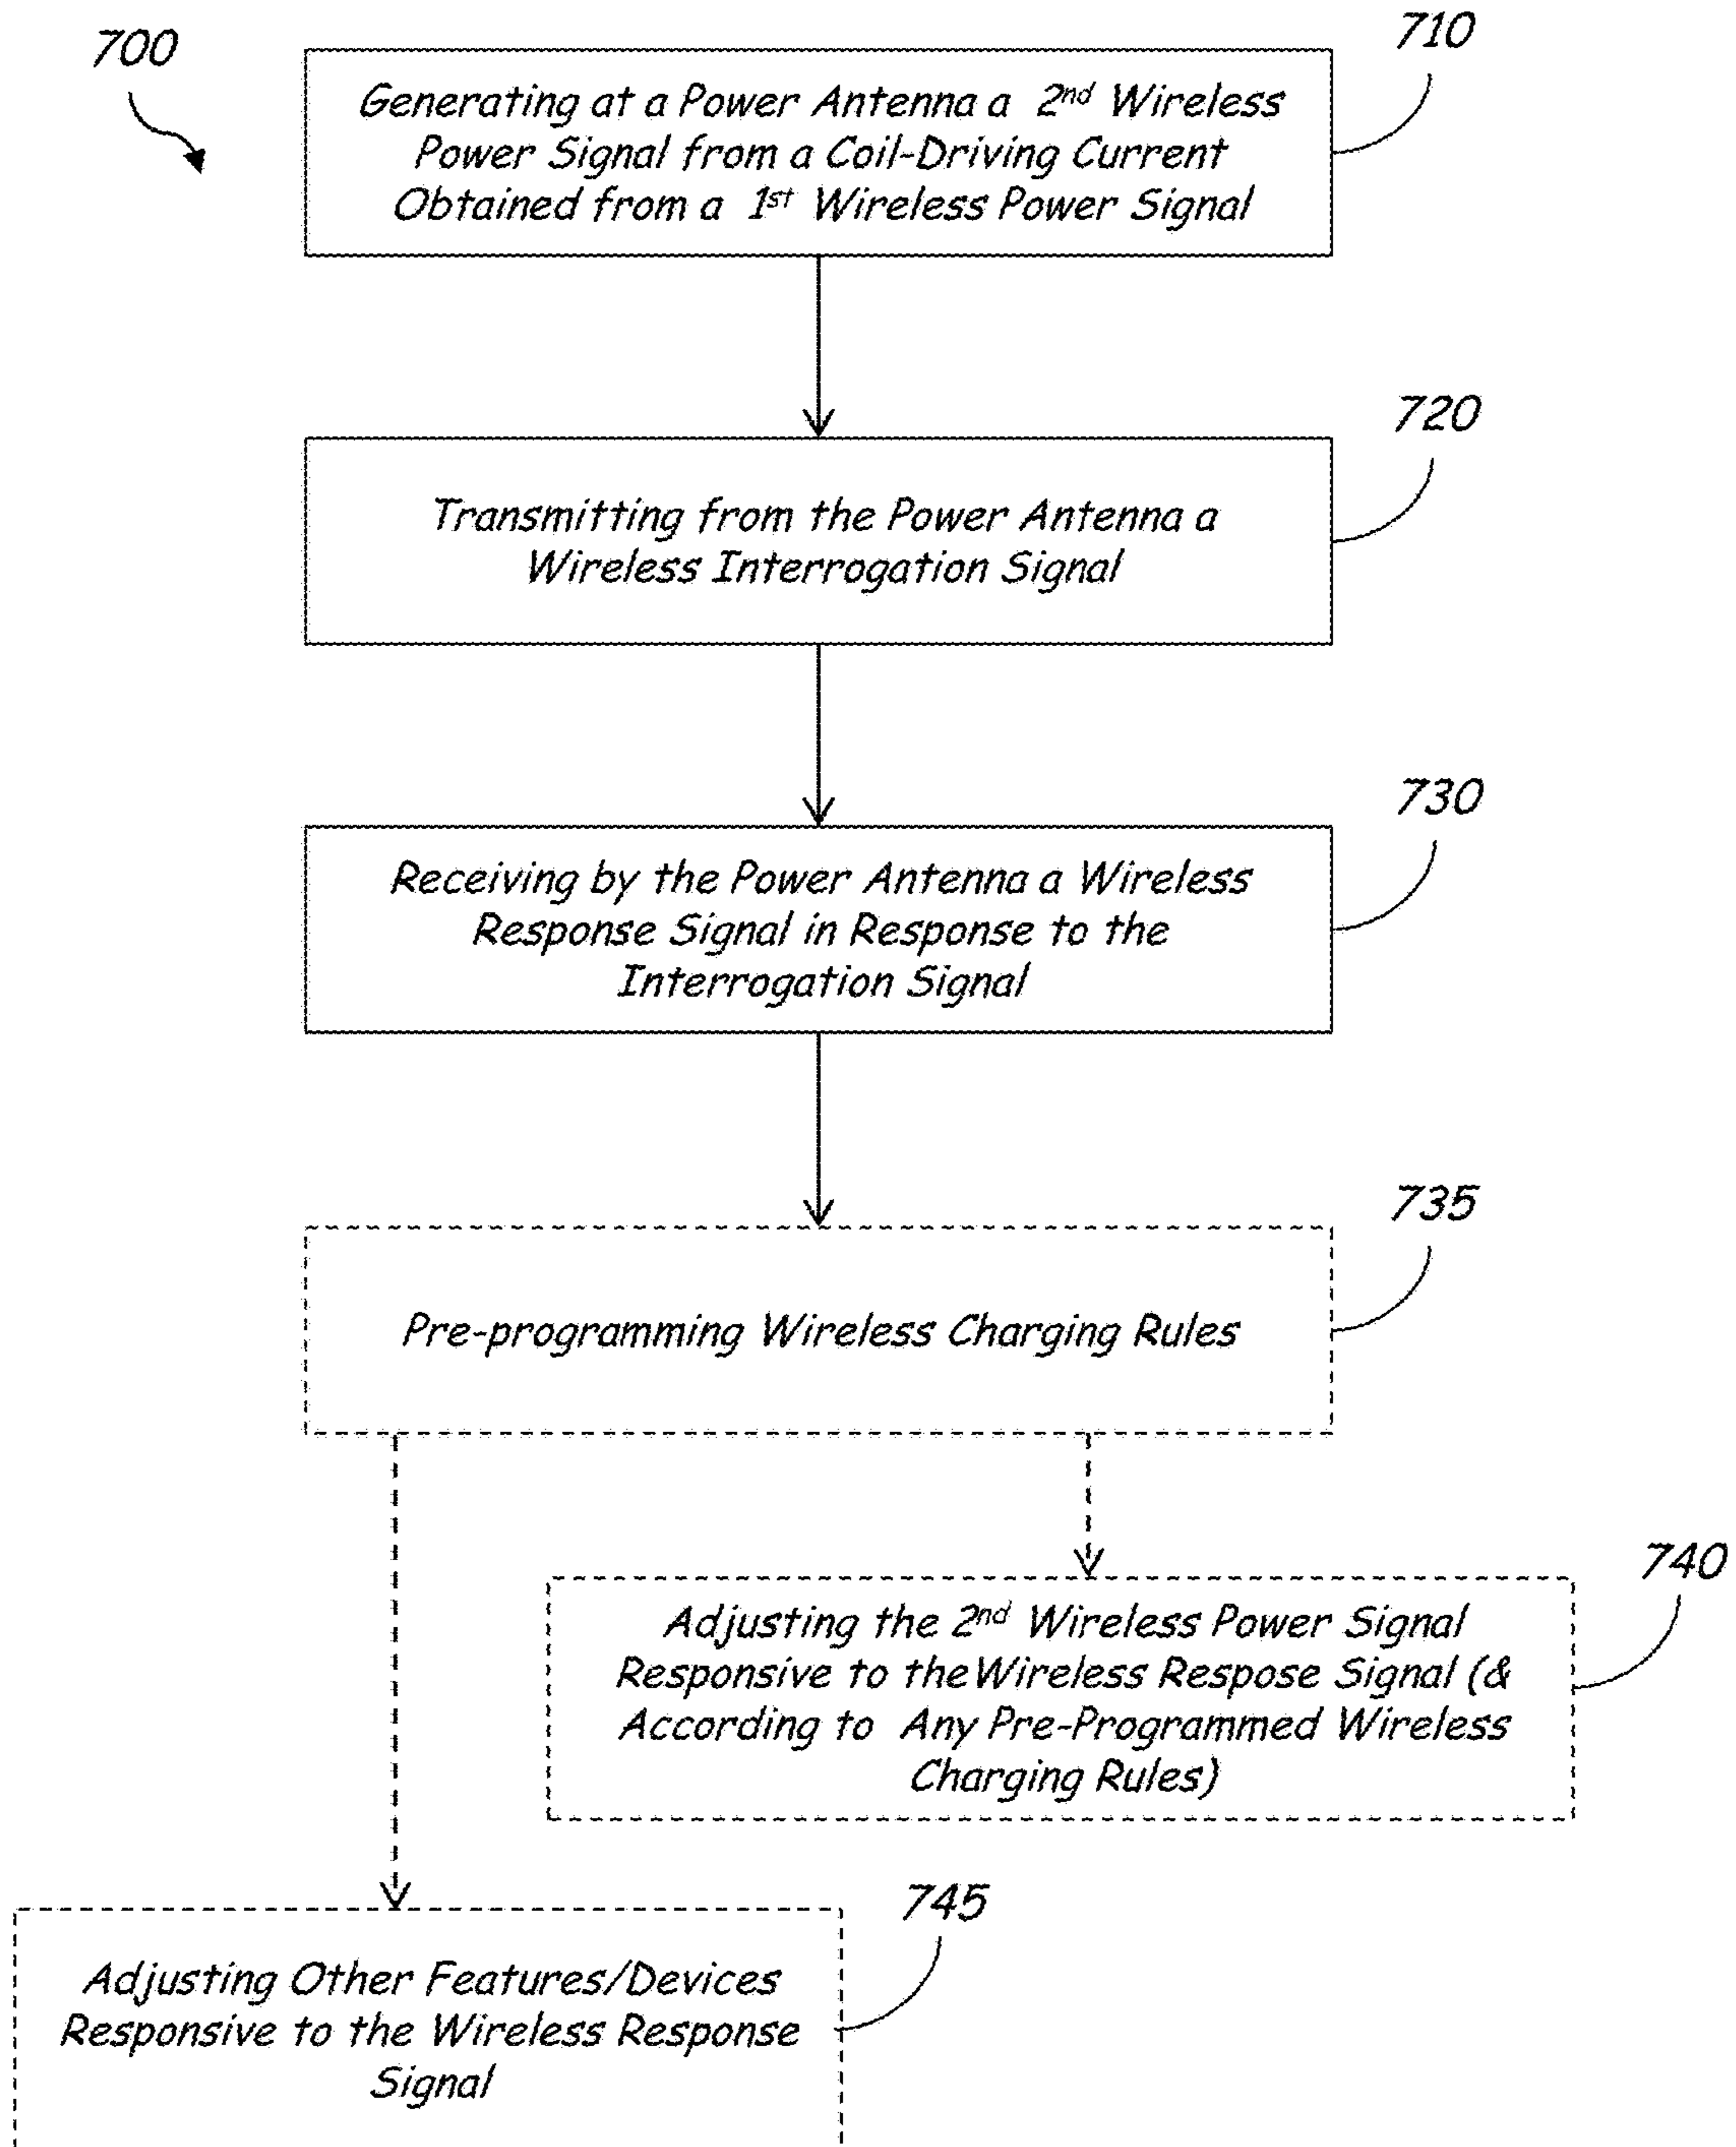 700
710
Generating at a Power Antenna a 2nd Wireless
Power Signal from a Coil-Driving Current
Obtained from a 1st Wireless Power Signal
720
Transmitting from the Power Antenna a
Wireless Interrogation Signal
730
Receiving by the Power Antenna a Wireless
Response Signal in Response to the
Interrogation Signal
735
Pre-programming Wireless Charging Rules
740
Adjusting the 2nd Wireless Power Signal
Responsive to theWireless Respose Signal (&
According to Any Pre-Programmed Wireless
Charging Rules)
745
Adjusting Other Features/Devices
Responsive to the Wireless Response
Signal